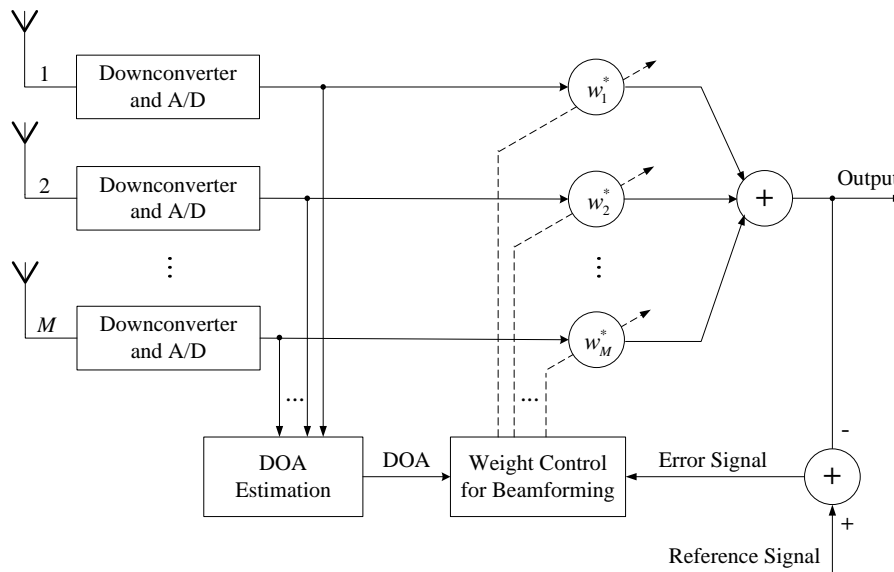 1
Downconverter
and A/D
w₁*
2
Downconverter
and A/D
w₂*
+
Output
M
Downconverter
and A/D
w_M*
...
...
DOA
Estimation
DOA
Weight Control
for Beamforming
Error Signal
-
+
+
Reference Signal